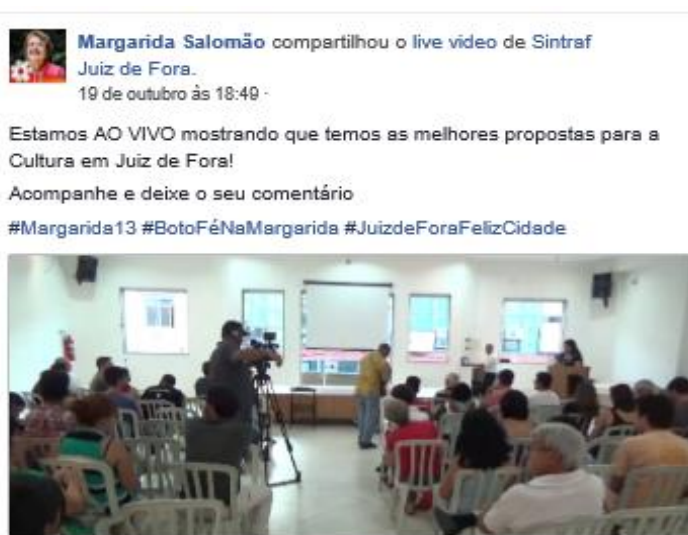 Margarida Salomão compartilhou o live video de Sintraf
Juiz de Fora.
19 de outubro às 18:49 ·
Estamos AO VIVO mostrando que temos as melhores propostas para a
Cultura em Juiz de Fora!
Acompanhe e deixe o seu comentário
#Margarida13 #BotoFéNaMargarida #JuizdeForaFelizCidade